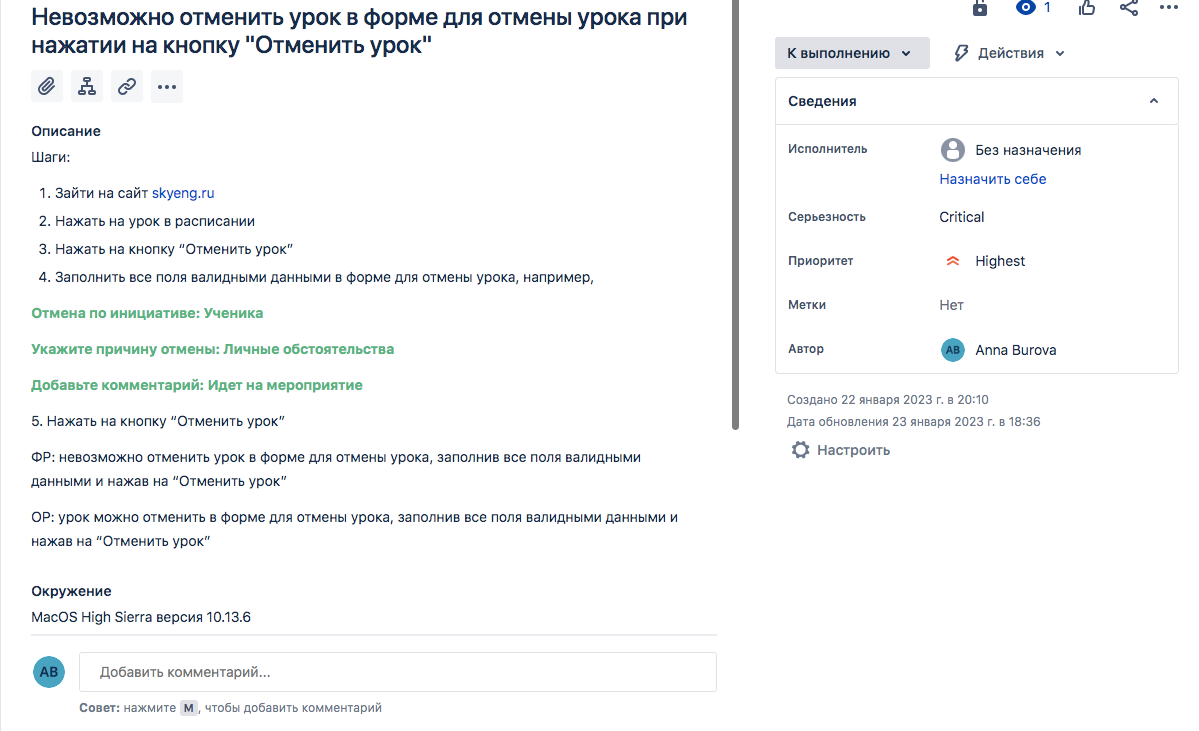 Невозможно отменить урок в форме для отмены урока при
нажатии на кнопку "Отменить урок"
Описание
Шаги:
1. Зайти на сайт skyeng.ru
2. Нажать на урок в расписании
3. Нажать на кнопку “Отменить урок”
4. Заполнить все поля валидными данными в форме для отмены урока, например,
Отмена по инициативе: Ученика
Укажите причину отмены: Личные обстоятельства
Добавьте комментарий: Идет на мероприятие
5. Нажать на кнопку “Отменить урок”
ФР: невозможно отменить урок в форме для отмены урока, заполнив все поля валидными
данными и нажав на “Отменить урок”
ОР: урок можно отменить в форме для отмены урока, заполнив все поля валидными данными и
нажав на “Отменить урок”
Окружение
MacOS High Sierra версия 10.13.6
AB
Добавить комментарий...
Совет: нажмите M, чтобы добавить комментарий
1
К выполнению
Действия
Сведения
Исполнитель
Без назначения
Назначить себе
Серьезность
Critical
Приоритет
Highest
Метки
Нет
Автор
AB
Anna Burova
Создано 22 января 2023 г. в 20:10
Дата обновления 23 января 2023 г. в 18:36
Настроить